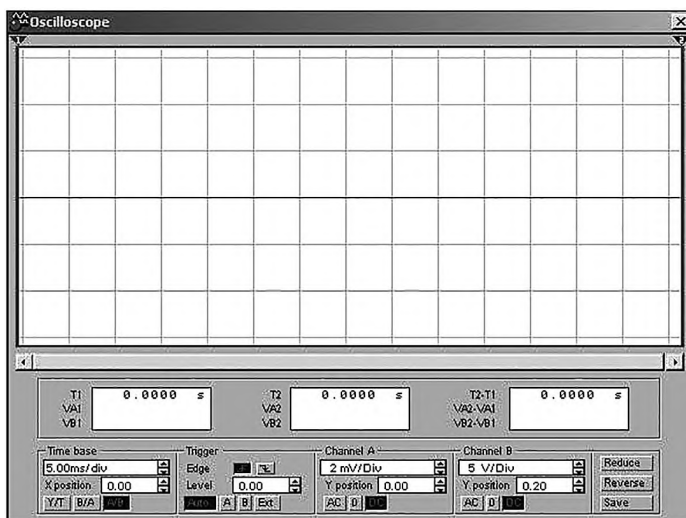 Oscilloscope
1 2
T1 0.0000 s T2 0.0000 s T2-T1 0.0000 s
VA1 VA2 VA2-VA1
VB1 VB2 VB2-VB1
Time base Trigger Channel A Channel B
5.00ms/div Edge 2 mV/Div 5 V/Div Reduce
X position 0.00 Level 0.00 Y position 0.00 Y position 0.20 Reverse
Y/T B/A A/B Auto A B Ext AC 0 DC AC 0 DC Save